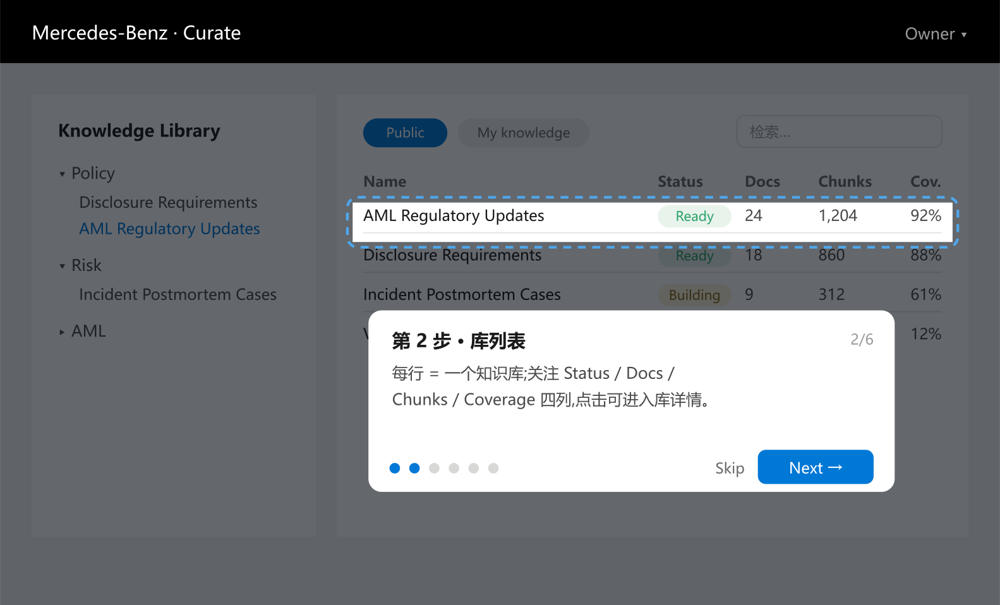 Mercedes-Benz · Curate
Owner ▾
Knowledge Library
▾ Policy
Disclosure Requirements
AML Regulatory Updates
▾ Risk
Incident Postmortem Cases
▸ AML
Public
My knowledge
检索...
Name Status Docs Chunks Cov.
AML Regulatory Updates Ready 24 1,204 92%
Disclosure Requirements Ready 18 860 88%
Incident Postmortem Cases Building 9 312 61%
12%
第 2 步 • 库列表
2/6
每行 = 一个知识库;关注 Status / Docs /
Chunks / Coverage 四列,点击可进入库详情。
Skip
Next →